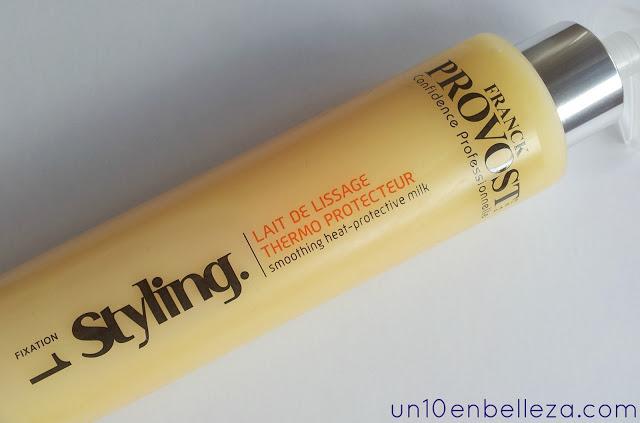 FRANCK
PROVOST
Confidence Professionnelle
LAIT DE LISSAGE
THERMO PROTECTEUR
smoothing heat-protective milk
Styling.
FIXATION
1
un10enbelleza.com